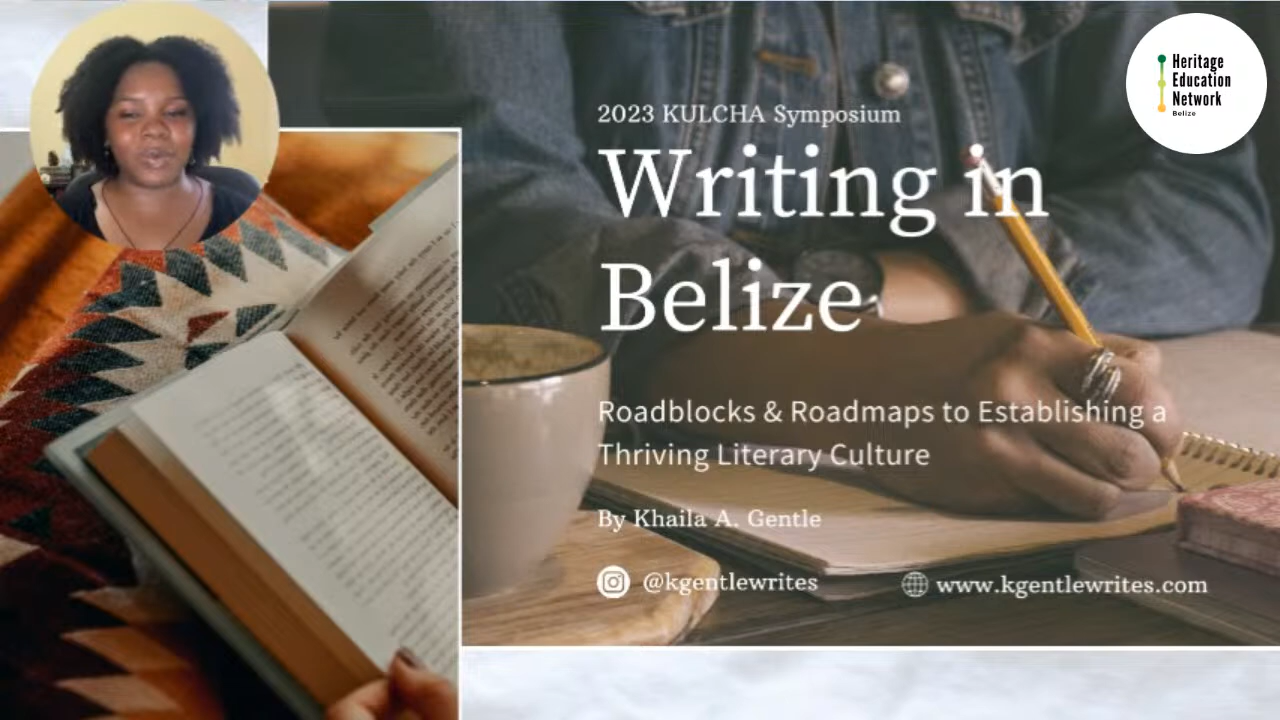 Heritage
Education
Network
Belize
2023 KULCHA Symposium
Writing in
Belize
Roadblocks & Roadmaps to Establishing a
Thriving Literary Culture
By Khaila A. Gentle
@kgentlewrites
www.kgentlewrites.com